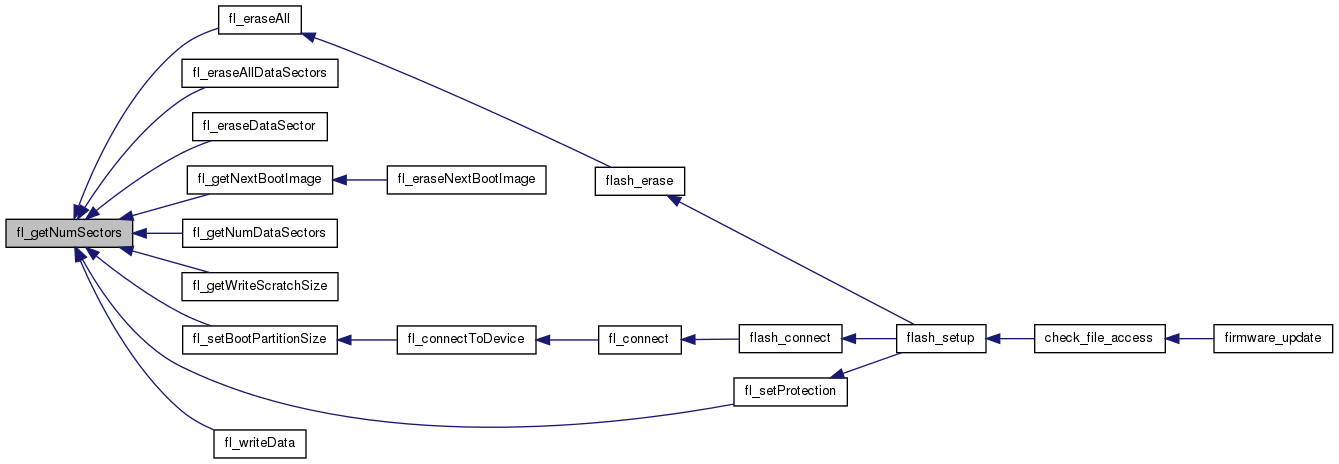 fl_eraseAll
fl_eraseAllDataSectors
fl_eraseDataSector
fl_getNextBootImage
fl_eraseNextBootImage
flash_erase
fl_getNumSectors
fl_getNumDataSectors
fl_getWriteScratchSize
fl_setBootPartitionSize
fl_connectToDevice
fl_connect
flash_connect
flash_setup
check_file_access
firmware_update
fl_setProtection
fl_writeData